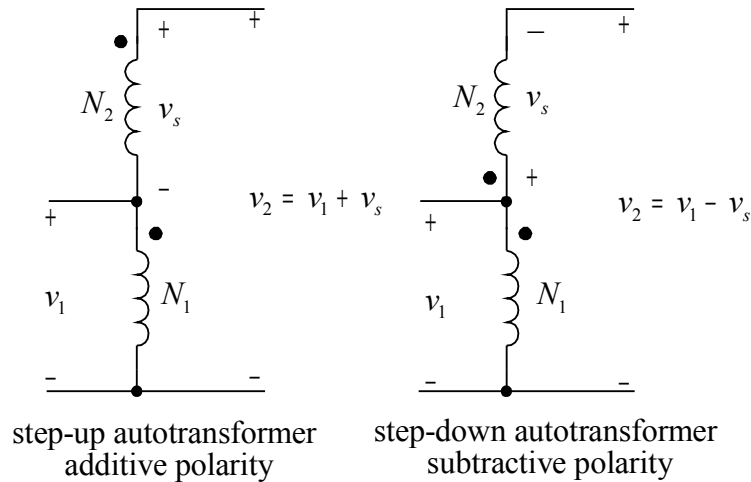 +
+
N₂
vₛ
−
+
v₁
N₁
v₂ = v₁ + vₛ
−
−
step-up autotransformer
additive polarity
−
+
N₂
vₛ
+
+
v₁
N₁
v₂ = v₁ − vₛ
−
−
step-down autotransformer
subtractive polarity